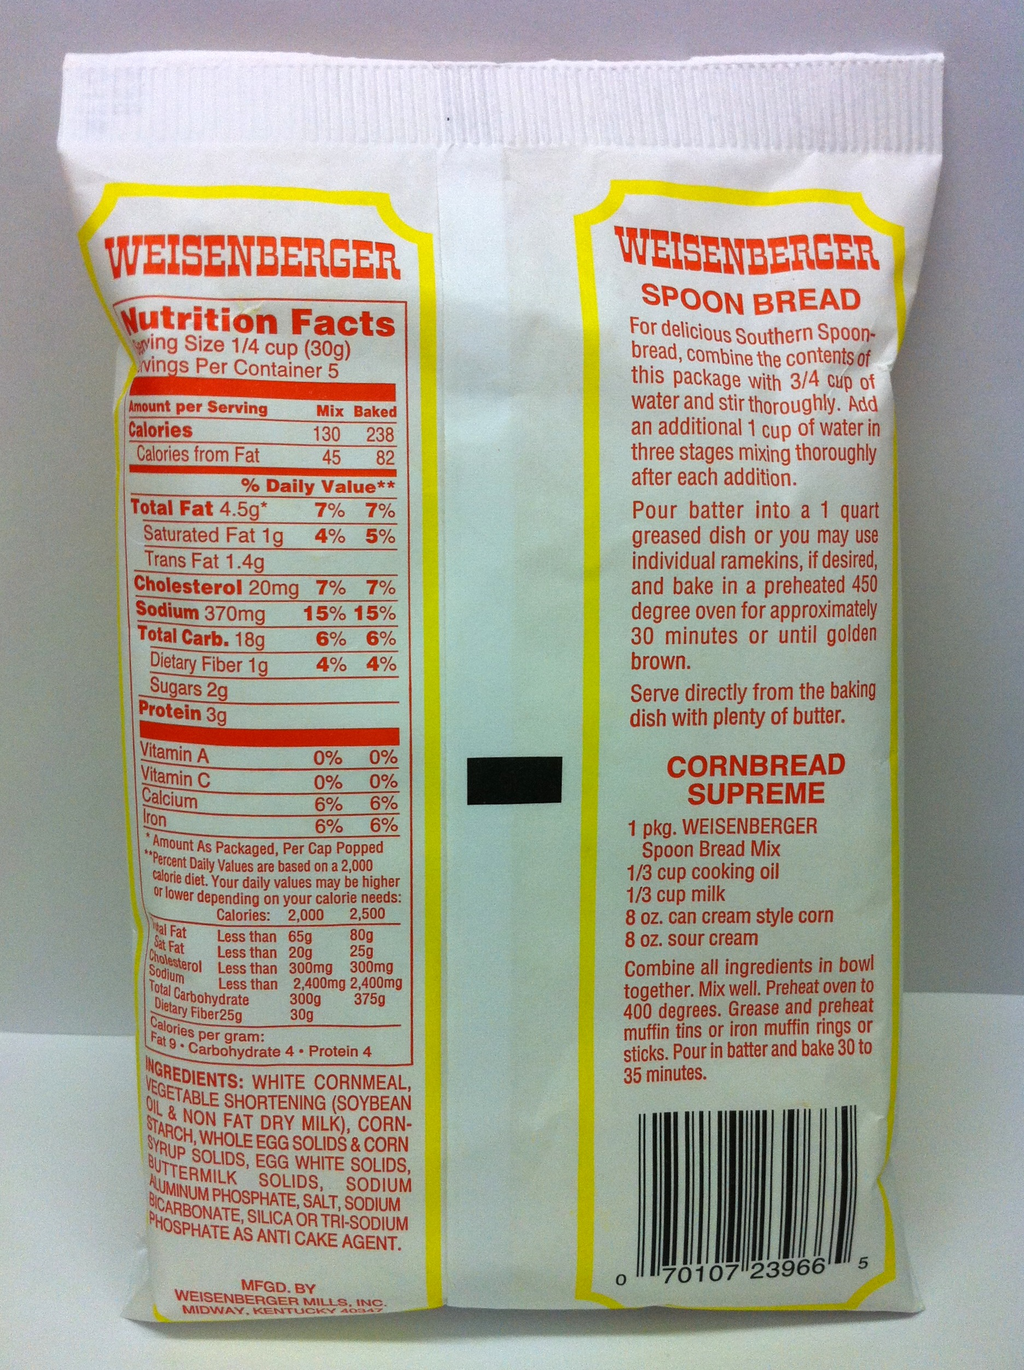 WEISENBERGER
Nutrition Facts
Serving Size 1/4 cup (30g)
Servings Per Container 5
Amount per Serving Mix Baked
Calories 130 238
Calories from Fat 45 82
% Daily Value**
Total Fat 4.5g* 7% 7%
Saturated Fat 1g 4% 5%
Trans Fat 1.4g
Cholesterol 20mg 7% 7%
Sodium 370mg 15% 15%
Total Carb. 18g 6% 6%
Dietary Fiber 1g 4% 4%
Sugars 2g
Protein 3g
Vitamin A 0% 0%
Vitamin C 0% 0%
Calcium 6% 6%
Iron 6% 6%
* Amount As Packaged, Per Cap Popped
**Percent Daily Values are based on a 2,000
calorie diet. Your daily values may be higher
or lower depending on your calorie needs:
Calories: 2,000 2,500
Total Fat Less than 65g 80g
Sat Fat Less than 20g 25g
Cholesterol Less than 300mg 300mg
Sodium Less than 2,400mg 2,400mg
Total Carbohydrate 300g 375g
Dietary Fiber25g 30g
Calories per gram:
Fat 9 • Carbohydrate 4 • Protein 4
INGREDIENTS: WHITE CORNMEAL,
VEGETABLE SHORTENING (SOYBEAN
OIL & NON FAT DRY MILK), CORN-
STARCH, WHOLE EGG SOLIDS & CORN
SYRUP SOLIDS, EGG WHITE SOLIDS,
BUTTERMILK SOLIDS, SODIUM
ALUMINUM PHOSPHATE, SALT, SODIUM
BICARBONATE, SILICA OR TRI-SODIUM
PHOSPHATE AS ANTI CAKE AGENT.
MFGD. BY
WEISENBERGER MILLS, INC.
MIDWAY, KENTUCKY 40347
WEISENBERGER
SPOON BREAD
For delicious Southern Spoon-
bread, combine the contents of
this package with 3/4 cup of
water and stir thoroughly. Add
an additional 1 cup of water in
three stages mixing thoroughly
after each addition.
Pour batter into a 1 quart
greased dish or you may use
individual ramekins, if desired,
and bake in a preheated 450
degree oven for approximately
30 minutes or until golden
brown.
Serve directly from the baking
dish with plenty of butter.
CORNBREAD
SUPREME
1 pkg. WEISENBERGER
Spoon Bread Mix
1/3 cup cooking oil
1/3 cup milk
8 oz. can cream style corn
8 oz. sour cream
Combine all ingredients in bowl
together. Mix well. Preheat oven to
400 degrees. Grease and preheat
muffin tins or iron muffin rings or
sticks. Pour in batter and bake 30 to
35 minutes.
0 70107 23966 5